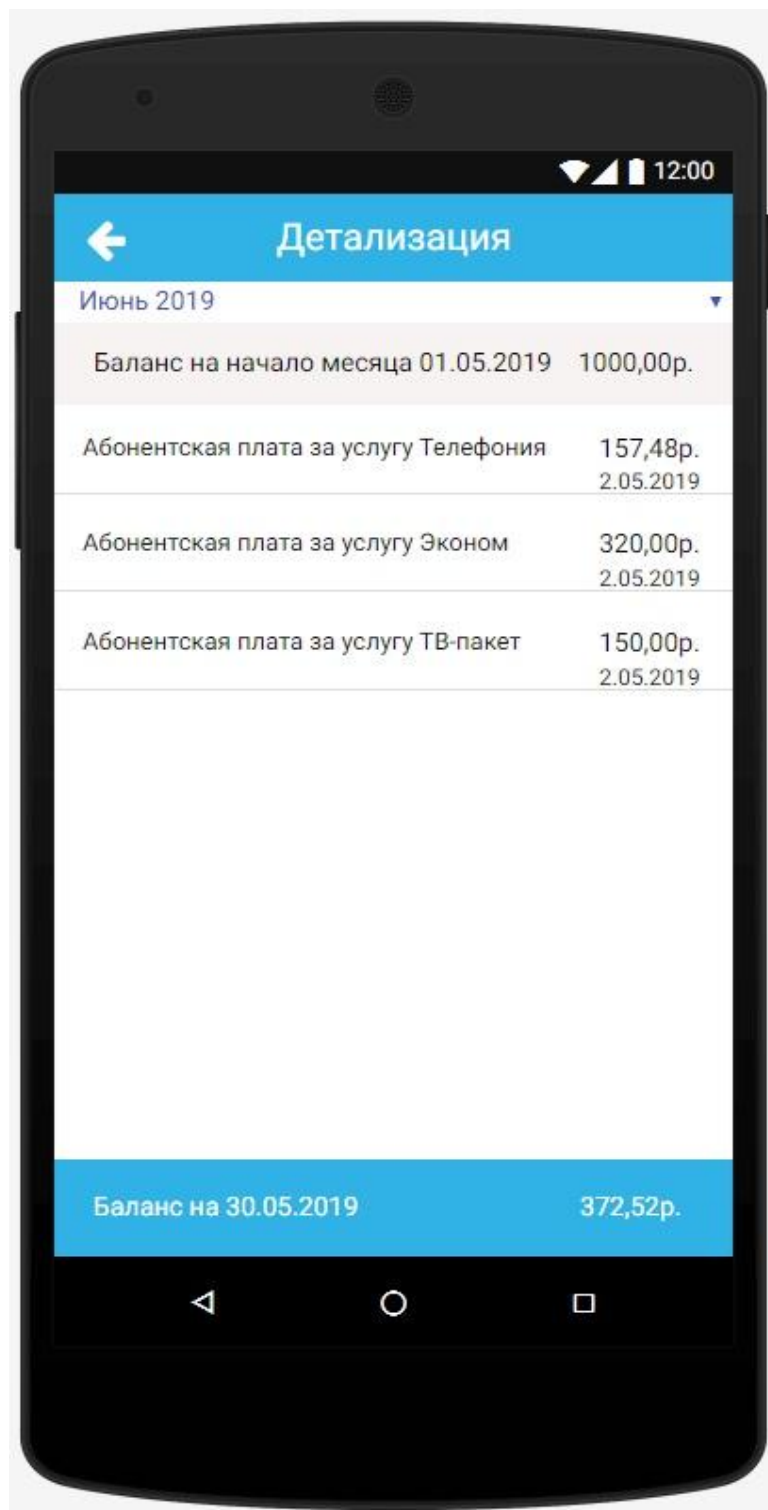 12:00
Детализация
Июнь 2019
Баланс на начало месяца 01.05.2019 1000,00р.
Абонентская плата за услугу Телефония 157,48р.
2.05.2019
Абонентская плата за услугу Эконом 320,00р.
2.05.2019
Абонентская плата за услугу ТВ-пакет 150,00р.
2.05.2019
Баланс на 30.05.2019 372,52р.